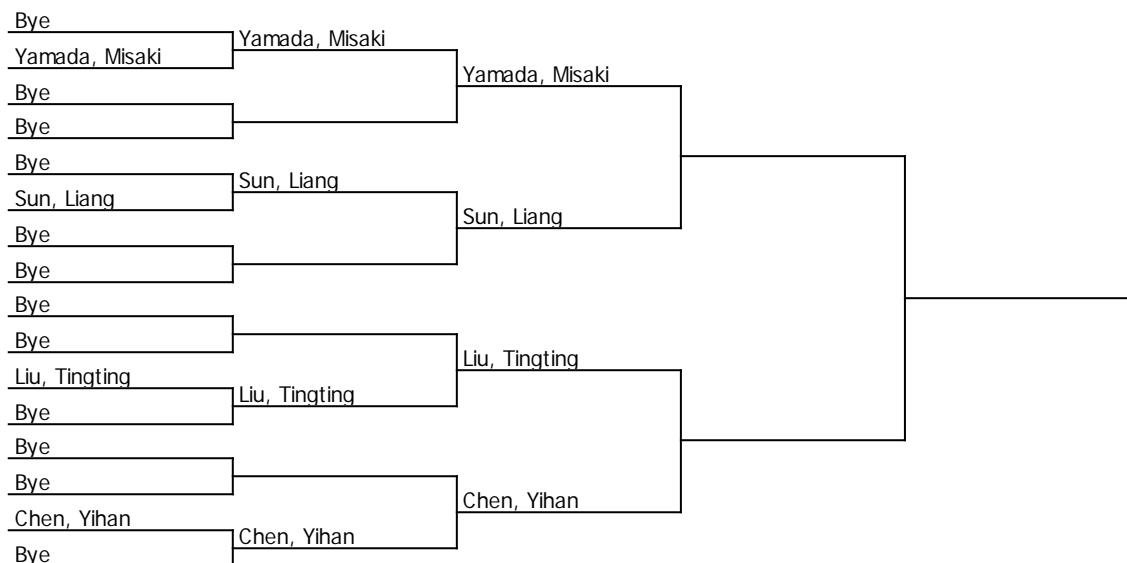 Bye
Yamada, Misaki
Bye
Bye
Bye
Sun, Liang
Bye
Bye
Bye
Bye
Liu, Tingting
Bye
Bye
Bye
Chen, Yihan
Bye
Yamada, Misaki
Sun, Liang
Liu, Tingting
Chen, Yihan
Yamada, Misaki
Sun, Liang
Liu, Tingting
Chen, Yihan